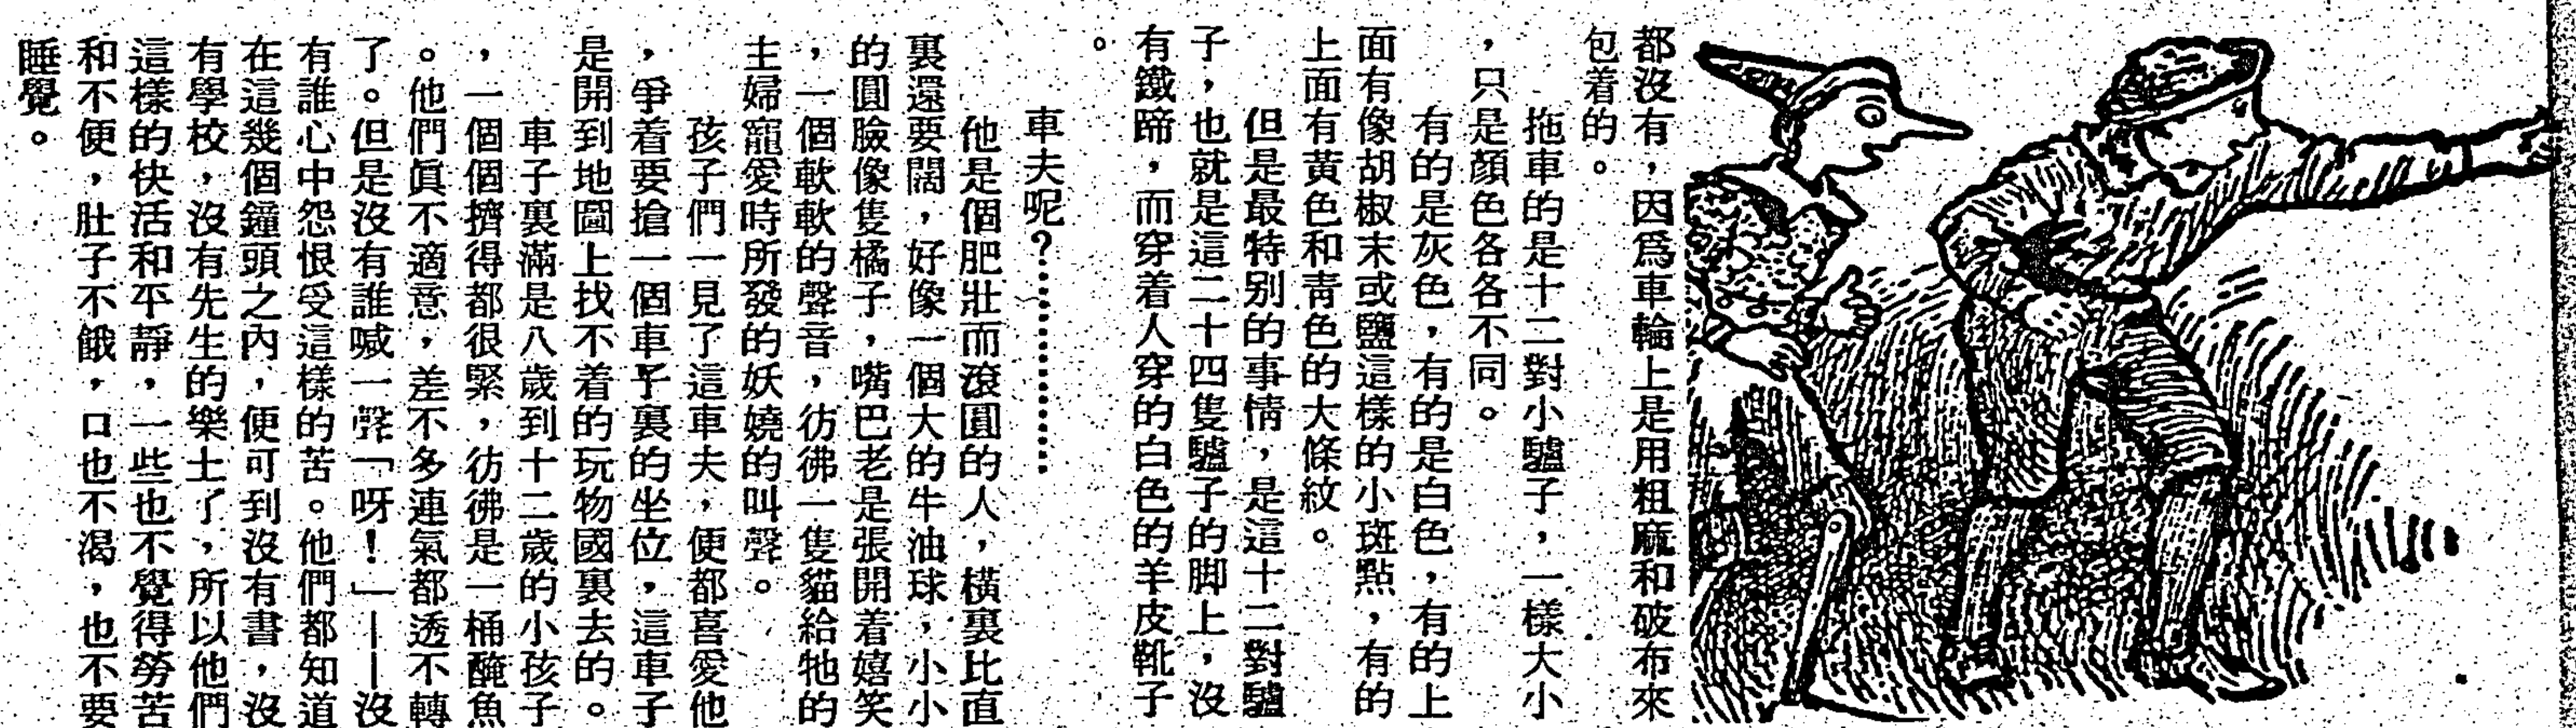 都沒有，因爲車輪上是用粗麻和破布來
包着的。
拖車的是十二對小驢子，一樣大小
，只是顏色各各不同。
有的是灰色，有的是白色，有的上
面有像胡椒末或鹽這樣的小斑點，有的
上面有黃色和靑色的大條紋。
但是最特别的事情，是這十二對驢
子，也就是這二十四隻驢子的脚上，沒
有鐵蹄，而穿着人穿的白色的羊皮靴子
。
車夫呢？⋯⋯⋯⋯⋯⋯
他是個肥壯而滾圓的人，橫裏比直
裏還要闊，好像一個大的牛油球，小小
的圓臉像隻橘子，嘴巴老是張開着嬉笑
，一個軟軟的聲音，彷彿一隻貓給牠的
主婦寵愛時所發的妖嬈的叫聲。
孩子們一見了這車夫，便都喜愛他
，爭着要搶一個車子裏的坐位，這車子
是開到地圖上找不着的玩物國裏去的。
車子裏滿是八歲到十二歲的小孩子
，一個個擠得都很緊，彷彿是一桶醃魚
。他們眞不適意，差不多連氣都透不轉
了。但是沒有誰喊一聲「呀！」——沒
有誰心中怨恨受這樣的苦。他們都知道
在這幾個鐘頭之內，便可到沒有書，沒
有學校，沒有先生的樂土了，所以他們
這樣的快活和平靜，一些也不覺得勞苦
和不便，肚子不餓，口也不渴，也不要
睡覺。